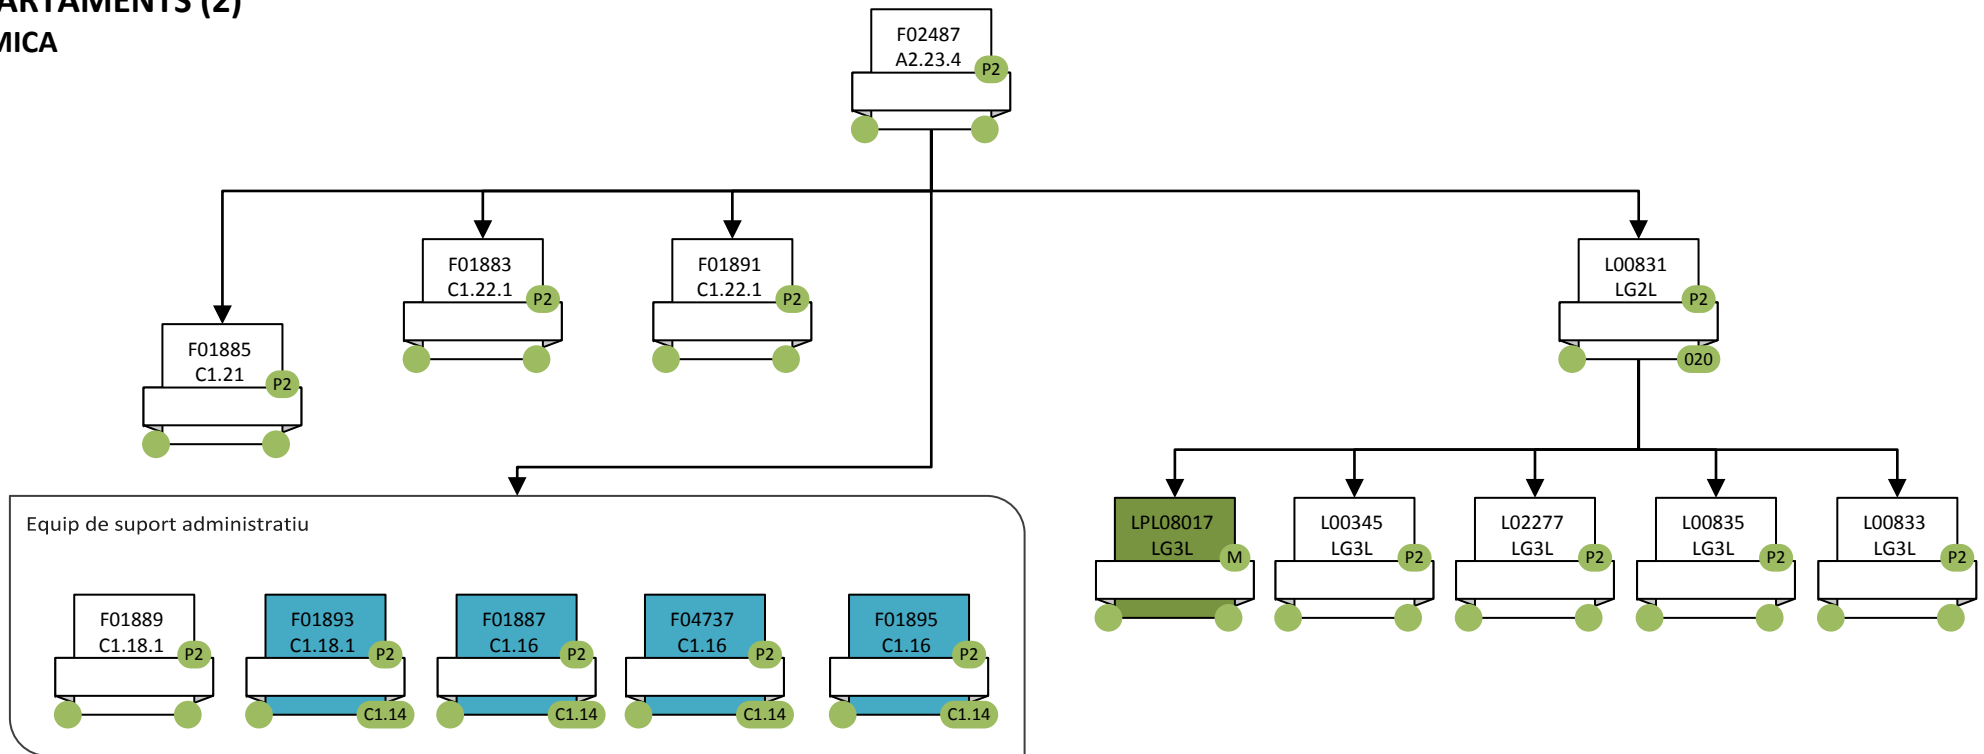 ARTAMENTS (2)
MICA
F02487
A2.23.4
P2
F01883
C1.22.1
P2
F01891
C1.22.1
P2
L00831
LG2L
P2
020
F01885
C1.21
P2
Equip de suport administratiu
F01889
C1.18.1
P2
F01893
C1.18.1
P2
C1.14
F01887
C1.16
P2
C1.14
F04737
C1.16
P2
C1.14
F01895
C1.16
P2
C1.14
LPL08017
LG3L
M
L00345
LG3L
P2
L02277
LG3L
P2
L00835
LG3L
P2
L00833
LG3L
P2